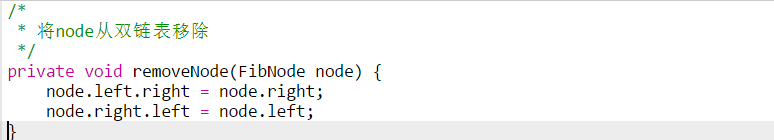 /*
 * 将node从双链表移除
 */
private void removeNode(FibNode node) {
    node.left.right = node.right;
    node.right.left = node.left;
}